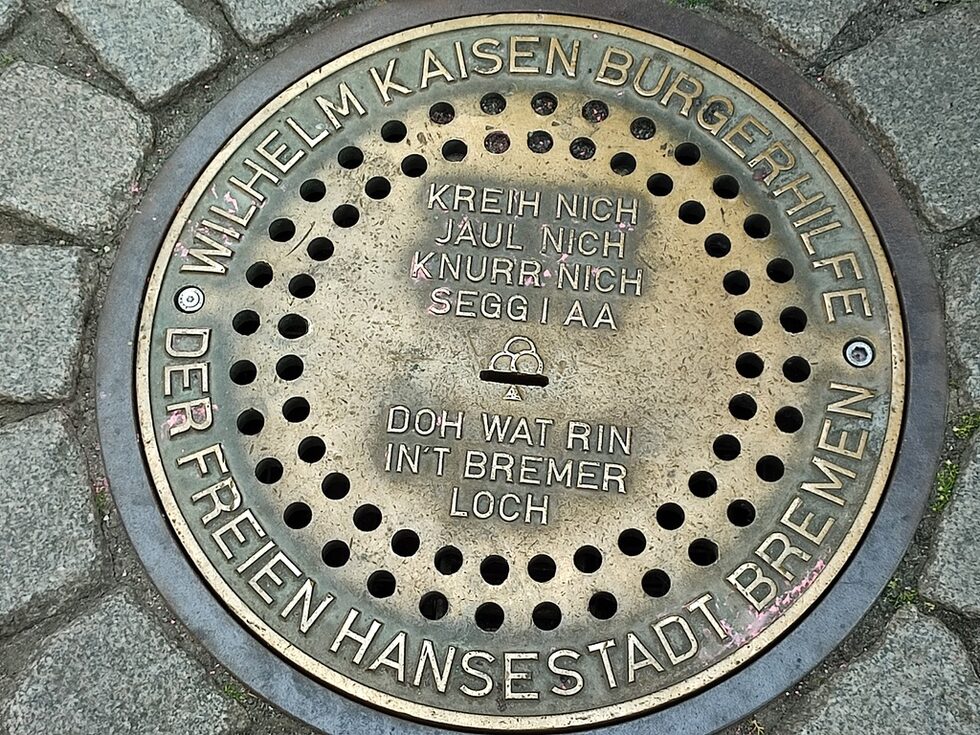 WILHELM KAISEN BÜRGERHILFE
KREIH NICH
JAUL NICH
KNURR NICH
SEGG I AA
DOH WAT RIN
IN'T BREMER
LOCH
DER FREIEN HANSESTADT BREMEN